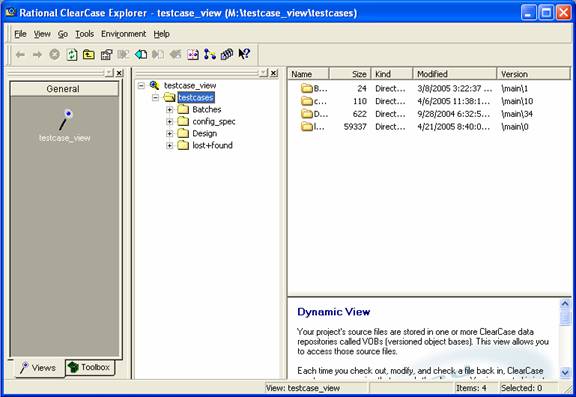 Rational ClearCase Explorer - testcase_view (M:\testcase_view\testcases)
File View Go Tools Environment Help
General
testcase_view
Views
Toolbox
testcase_view
testcases
Batches
config_spec
Design
lost+found
Name Size Kind Modified Version
B... 24 Direct... 3/8/2005 3:22:37 ... \main\1
c... 110 Direct... 4/6/2005 11:38:1... \main\10
D... 622 Direct... 9/28/2004 6:32:5... \main\34
l... 59337 Direct... 4/21/2005 8:40:0... \main\0
Dynamic View
Your project's source files are stored in one or more ClearCase data
repositories called VOBs (versioned object bases). This view allows you
to access those source files.
Each time you check out, modify, and check a file back in, ClearCase
View: testcase_view Items: 4 Selected: 0